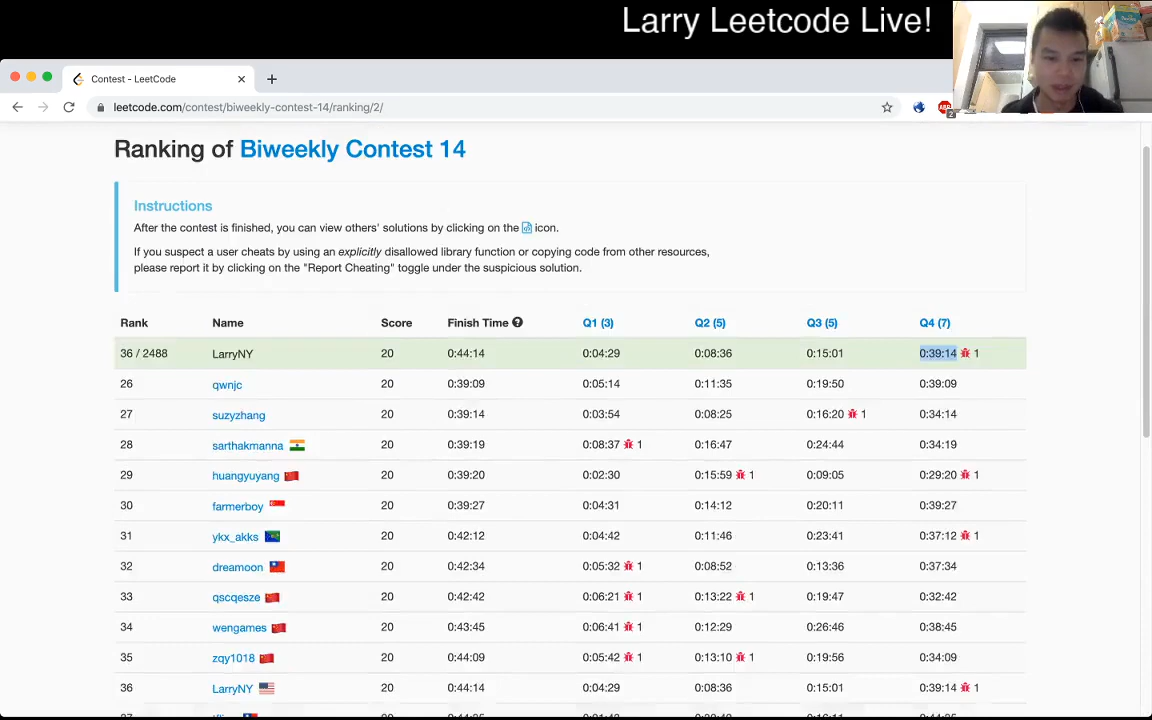 Larry Leetcode Live!
Contest - LeetCode
leetcode.com/contest/biweekly-contest-14/ranking/2/
Ranking of Biweekly Contest 14
Instructions
After the contest is finished, you can view others' solutions by clicking on the icon.
If you suspect a user cheats by using an explicitly disallowed library function or copying code from other resources,
please report it by clicking on the "Report Cheating" toggle under the suspicious solution.
Rank Name Score Finish Time Q1 (3) Q2 (5) Q3 (5) Q4 (7)
36 / 2488 LarryNY 20 0:44:14 0:04:29 0:08:36 0:15:01 0:39:14 1
26 qwnjc 20 0:39:09 0:05:14 0:11:35 0:19:50 0:39:09
27 suzyzhang 20 0:39:14 0:03:54 0:08:25 0:16:20 1 0:34:14
28 sarthakmanna 20 0:39:19 0:08:37 1 0:16:47 0:24:44 0:34:19
29 huangyuyang 20 0:39:20 0:02:30 0:15:59 1 0:09:05 0:29:20 1
30 farmerboy 20 0:39:27 0:04:31 0:14:12 0:20:11 0:39:27
31 ykx_akks 20 0:42:12 0:04:42 0:11:46 0:23:41 0:37:12 1
32 dreamoon 20 0:42:34 0:05:32 1 0:08:52 0:13:36 0:37:34
33 qscqesze 20 0:42:42 0:06:21 1 0:13:22 1 0:19:47 0:32:42
34 wengames 20 0:43:45 0:06:41 1 0:12:29 0:26:46 0:38:45
35 zqy1018 20 0:44:09 0:05:42 1 0:13:10 1 0:19:56 0:34:09
36 LarryNY 20 0:44:14 0:04:29 0:08:36 0:15:01 0:39:14 1